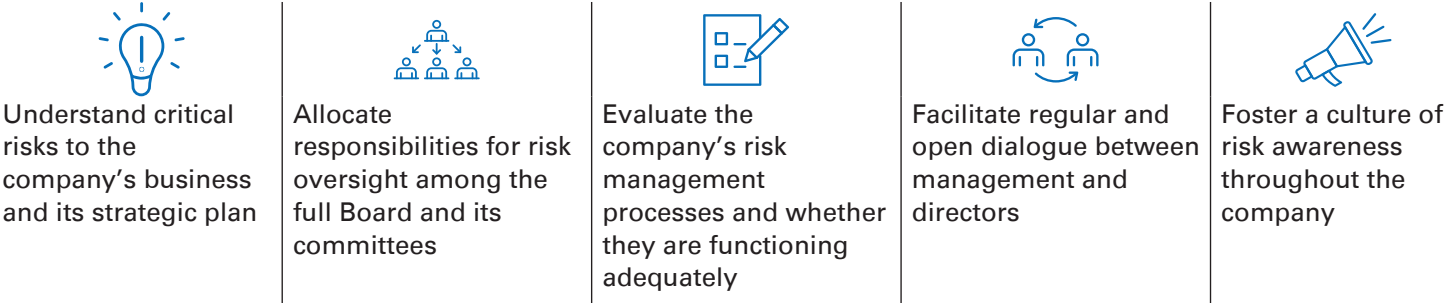 Understand critical
risks to the
company's business
and its strategic plan
Allocate
responsibilities for risk
oversight among the
full Board and its
committees
Evaluate the
company's risk
management
processes and whether
they are functioning
adequately
Facilitate regular and
open dialogue between
management and
directors
Foster a culture of
risk awareness
throughout the
company